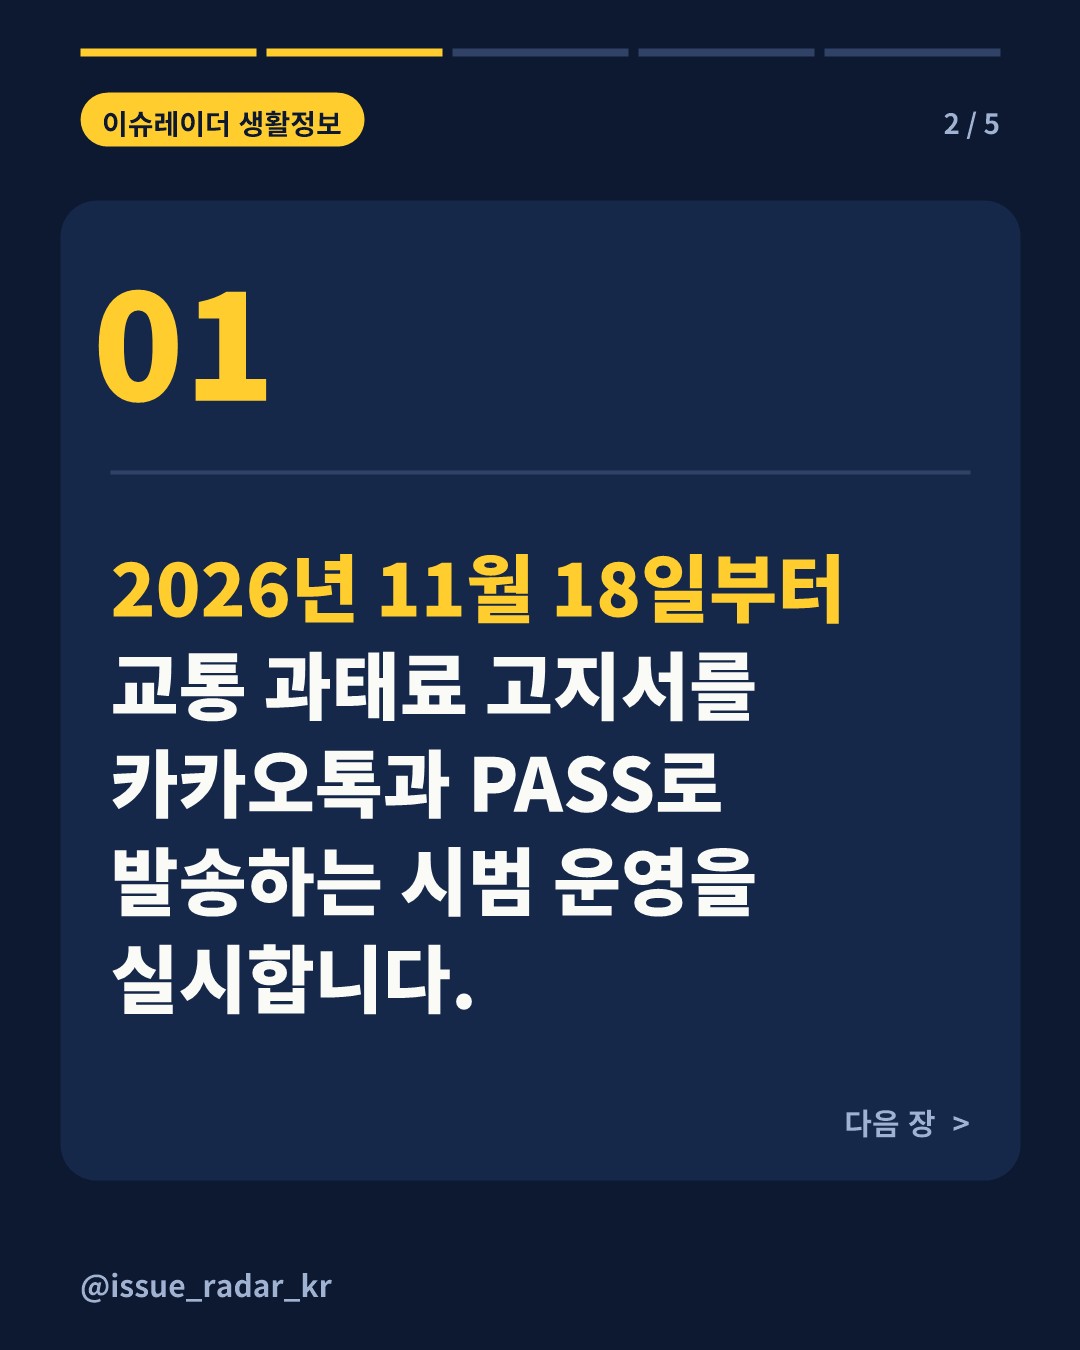 이슈레이더 생활정보
2 / 5
01
2026년 11월 18일부터
교통 과태료 고지서를
카카오톡과 PASS로
발송하는 시범 운영을
실시합니다.
다음 장 >
@issue_radar_kr